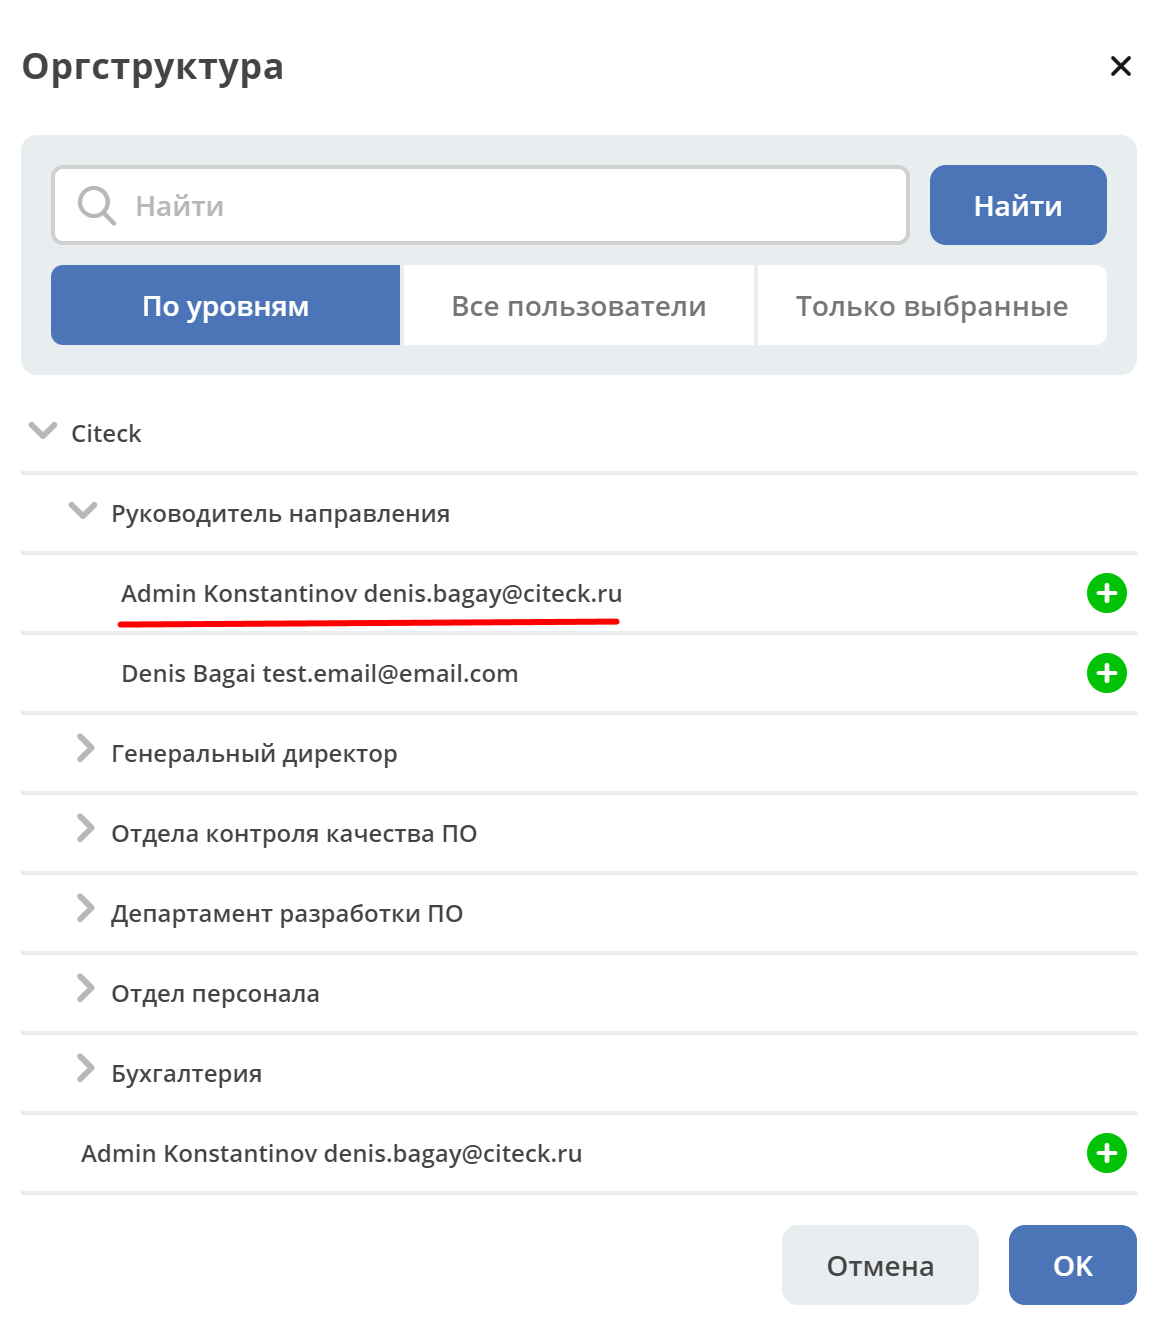 Оргструктура
Найти
Найти
По уровням
Все пользователи
Только выбранные
Citeck
Руководитель направления
Admin Konstantinov denis.bagay@citeck.ru
Denis Bagai test.email@email.com
Генеральный директор
Отдела контроля качества ПО
Департамент разработки ПО
Отдел персонала
Бухгалтерия
Admin Konstantinov denis.bagay@citeck.ru
Отмена
OK